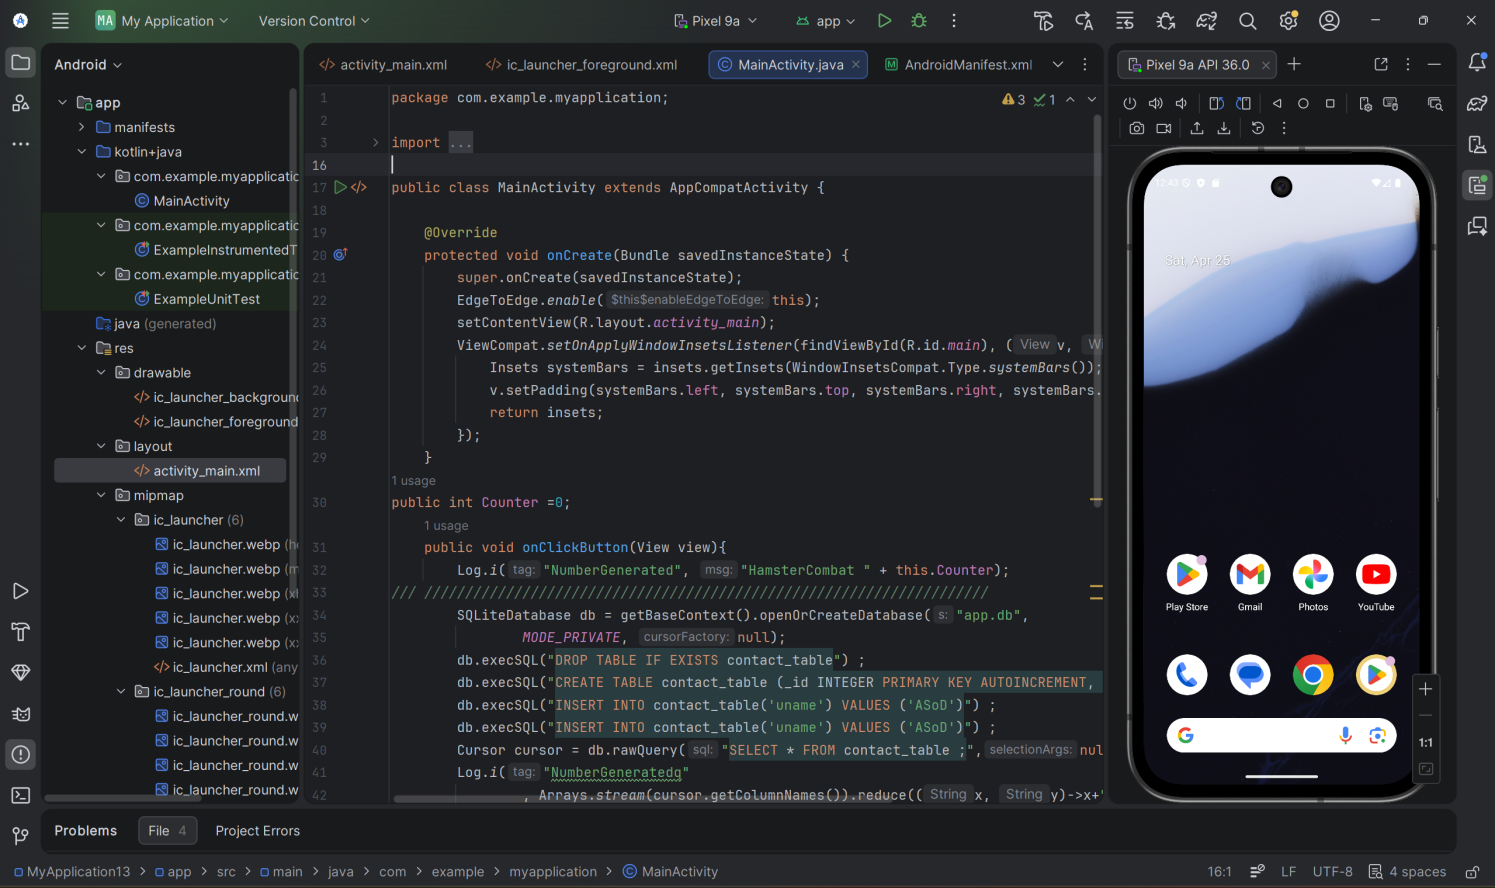 MA My Application Version Control Pixel 9a app
Android
app
manifests
kotlin+java
com.example.myapplication
MainActivity
com.example.myapplicatic
ExampleInstrumentedT
com.example.myapplicatic
ExampleUnitTest
java (generated)
res
drawable
ic_launcher_background
ic_launcher_foreground
layout
activity_main.xml
mipmap
ic_launcher (6)
ic_launcher.webp (h
ic_launcher.webp (m
ic_launcher.webp (x
ic_launcher.webp (x
ic_launcher.webp (x
ic_launcher.xml (any
ic_launcher_round (6)
ic_launcher_round.w
ic_launcher_round.w
ic_launcher_round.w
ic_launcher_round.w
activity_main.xml ic_launcher_foreground.xml MainActivity.java AndroidManifest.xml
3 1
1 package com.example.myapplication;
2
3 import ...
16
17 public class MainActivity extends AppCompatActivity {
18
19 @Override
20 protected void onCreate(Bundle savedInstanceState) {
21 super.onCreate(savedInstanceState);
22 EdgeToEdge.enable( $this$enableEdgeToEdge: this);
23 setContentView(R.layout.activity_main);
24 ViewCompat.setOnApplyWindowInsetsListener(findViewById(R.id.main), ( View v, Wi
25 Insets systemBars = insets.getInsets(WindowInsetsCompat.Type.systemBars());
26 v.setPadding(systemBars.left, systemBars.top, systemBars.right, systemBars.
27 return insets;
28 });
29 }
1 usage
30 public int Counter =0;
1 usage
31 public void onClickButton(View view){
32 Log.i( tag: "NumberGenerated", msg: "HamsterCombat " + this.Counter);
33 /// /////////////////////////////////////////////////////////////////////
34 SQLiteDatabase db = getBaseContext().openOrCreateDatabase( s: "app.db",
35 MODE_PRIVATE, cursorFactory: null);
36 db.execSQL("DROP TABLE IF EXISTS contact_table") ;
37 db.execSQL("CREATE TABLE contact_table (_id INTEGER PRIMARY KEY AUTOINCREMENT,
38 db.execSQL("INSERT INTO contact_table('uname') VALUES ('ASoD')") ;
39 db.execSQL("INSERT INTO contact_table('uname') VALUES ('ASoD')") ;
40 Cursor cursor = db.rawQuery( sql: "SELECT * FROM contact_table ;", selectionArgs: nul
41 Log.i( tag: "NumberGeneratedq"
42 , Arrays.stream(cursor.getColumnNames()).reduce(( String x, String y)->x+'
Pixel 9a API 36.0
12:43
Sat, Apr 25
Play Store Gmail Photos YouTube
1:1
Problems File 4 Project Errors
MyApplication13 > app > src > main > java > com > example > myapplication > MainActivity
16:1 LF UTF-8 4 spaces